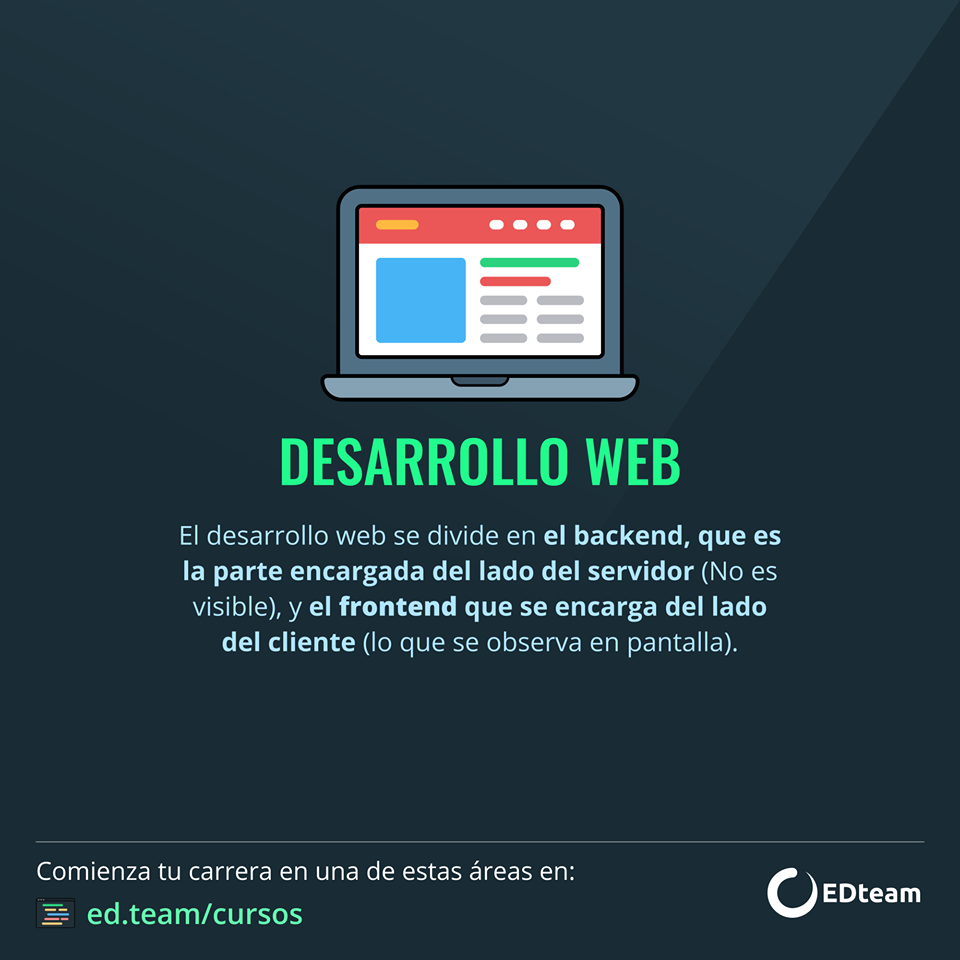 DESARROLLO WEB
El desarrollo web se divide en el backend, que es
la parte encargada del lado del servidor (No es
visible), y el frontend que se encarga del lado
del cliente (lo que se observa en pantalla).
Comienza tu carrera en una de estas áreas en:
ed.team/cursos
EDteam